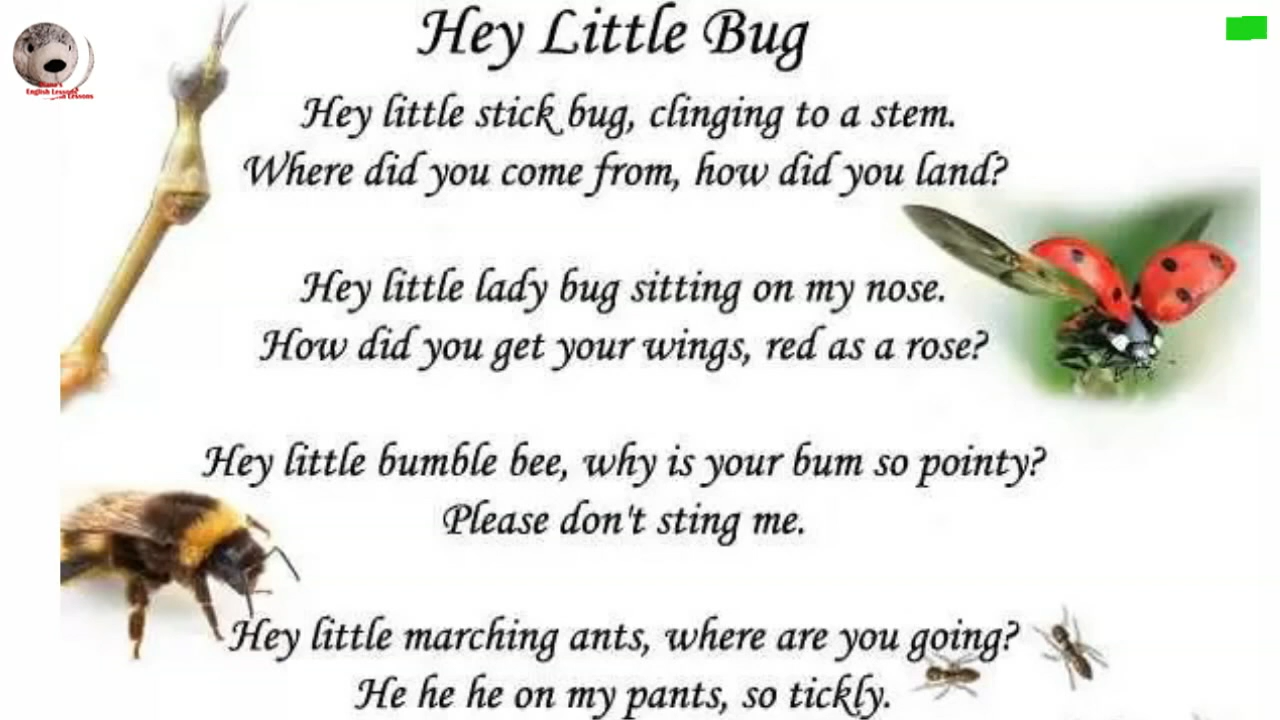 Hey Little Bug
Hey little stick bug, clinging to a stem.
Where did you come from, how did you land?
Hey little lady bug sitting on my nose.
How did you get your wings, red as a rose?
Hey little bumble bee, why is your bum so pointy?
Please don't sting me.
Hey little marching ants, where are you going?
He he he on my pants, so tickly.
English Lessons